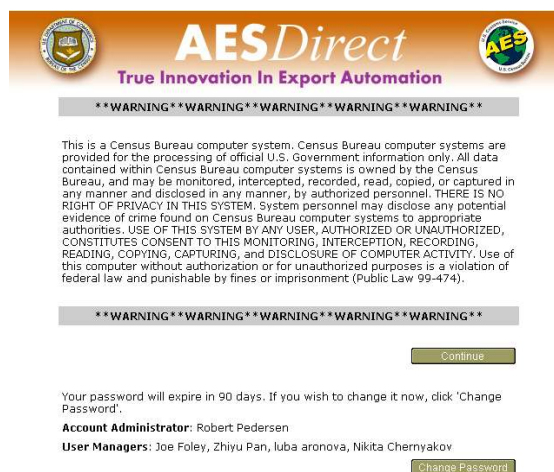 AESDirect
True Innovation In Export Automation
**WARNING**WARNING**WARNING**WARNING**WARNING**
This is a Census Bureau computer system. Census Bureau computer systems are
provided for the processing of official U.S. Government information only. All data
contained within Census Bureau computer systems is owned by the Census
Bureau, and may be monitored, intercepted, recorded, read, copied, or captured in
any manner and disclosed in any manner, by authorized personnel. THERE IS NO
RIGHT OF PRIVACY IN THIS SYSTEM. System personnel may disclose any potential
evidence of crime found on Census Bureau computer systems to appropriate
authorities. USE OF THIS SYSTEM BY ANY USER, AUTHORIZED OR UNAUTHORIZED,
CONSTITUTES CONSENT TO THIS MONITORING, INTERCEPTION, RECORDING,
READING, COPYING, CAPTURING, and DISCLOSURE OF COMPUTER ACTIVITY. Use of
this computer without authorization or for unauthorized purposes is a violation of
federal law and punishable by fines or imprisonment (Public Law 99-474).
**WARNING**WARNING**WARNING**WARNING**WARNING**
Continue
Your password will expire in 90 days. If you wish to change it now, click 'Change
Password'.
Account Administrator: Robert Pedersen
User Managers: Joe Foley, Zhiyu Pan, luba aronova, Nikita Chernyakov
Change Password
AES